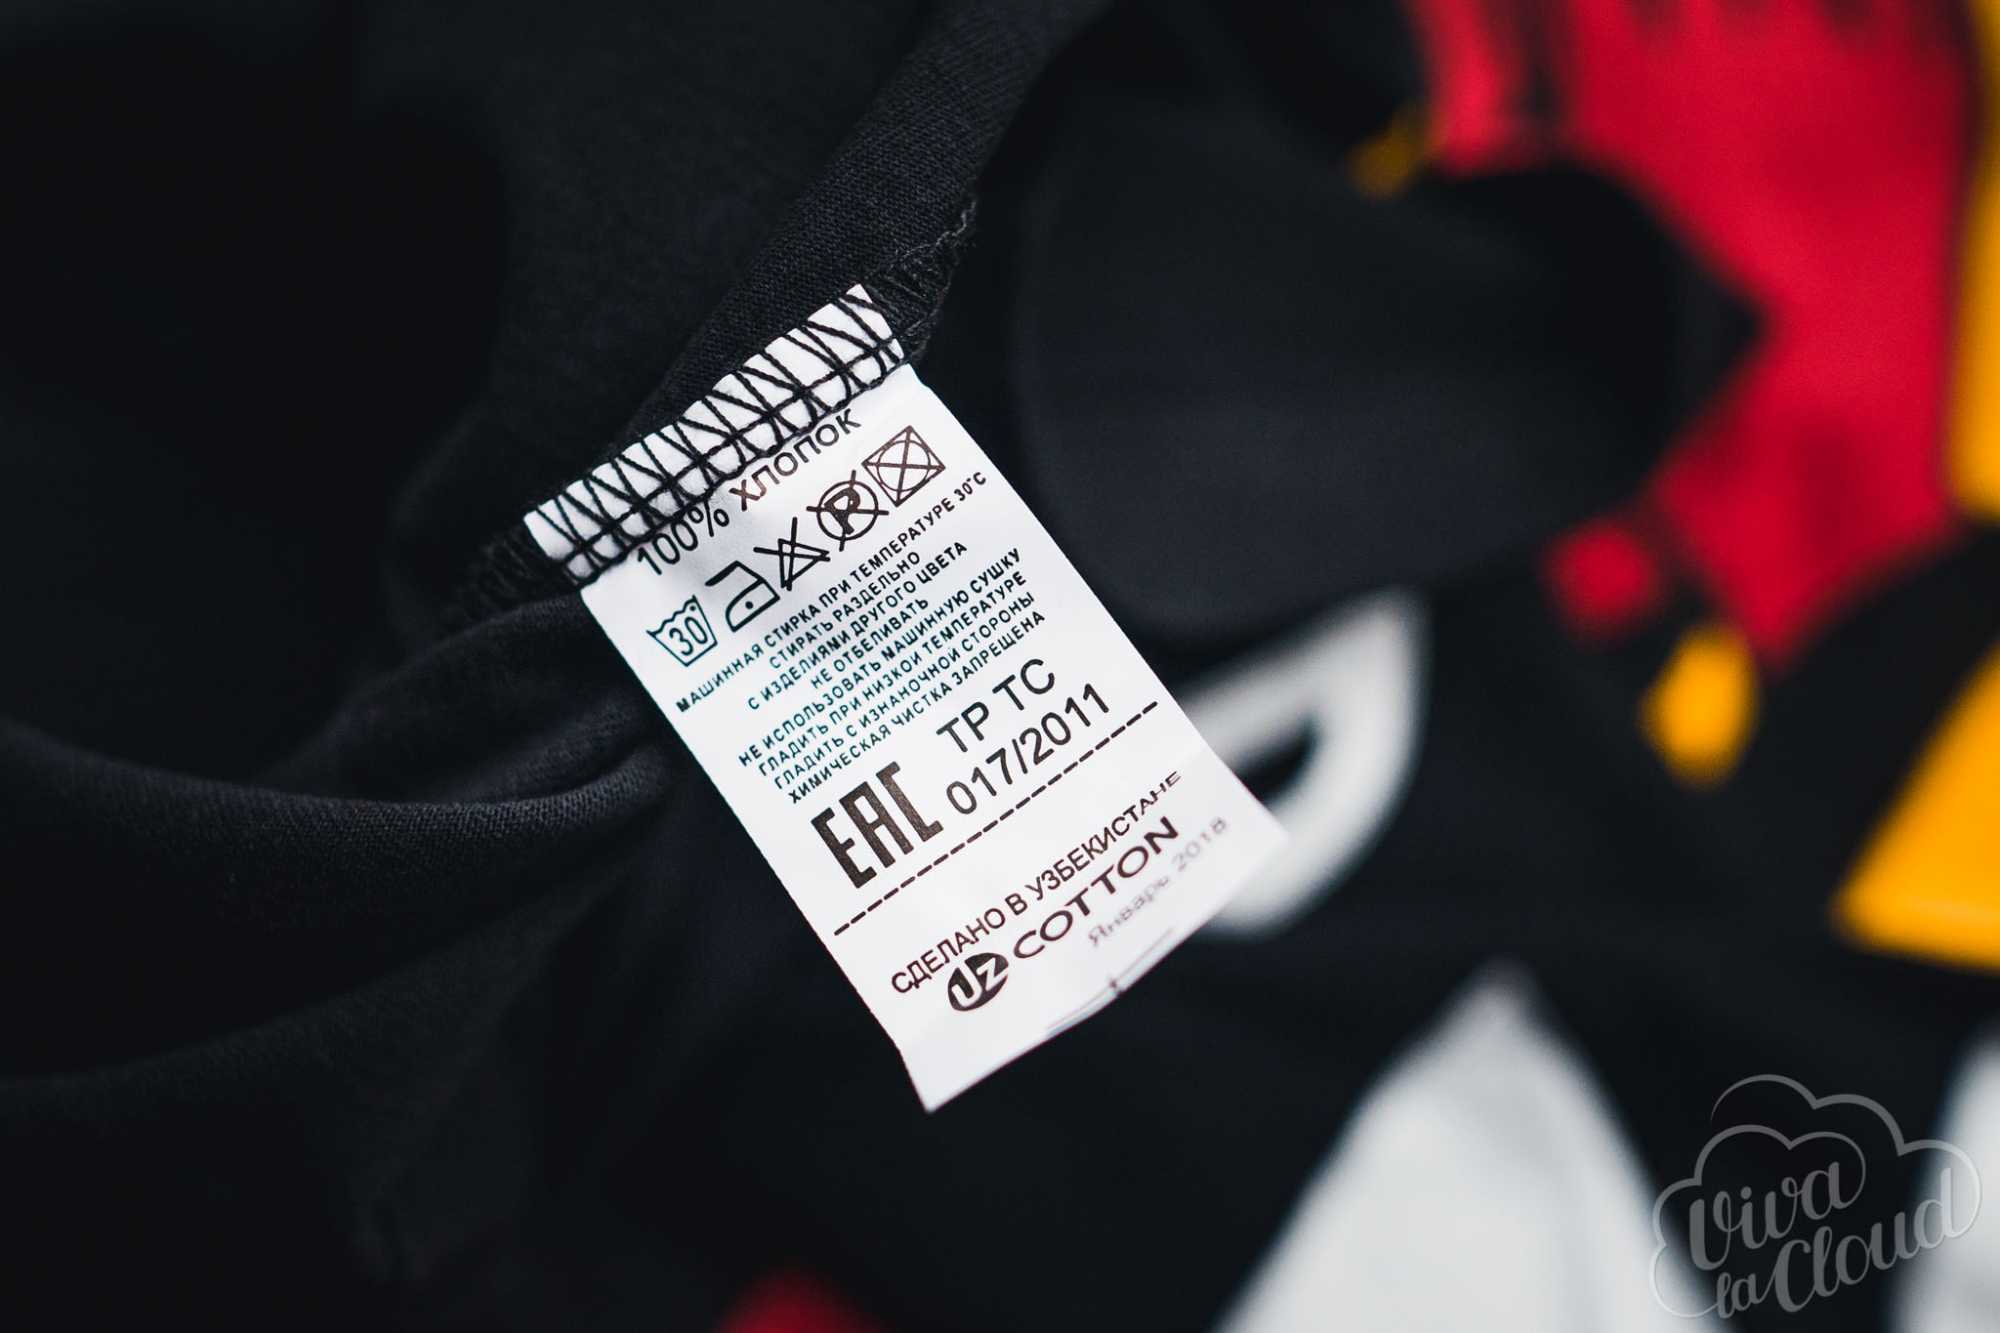 100% ХЛОПОК
30
P
МАШИННАЯ СТИРКА ПРИ ТЕМПЕРАТУРЕ 30°C
СТИРАТЬ РАЗДЕЛЬНО
С ИЗДЕЛИЯМИ ДРУГОГО ЦВЕТА
НЕ ОТБЕЛИВАТЬ
НЕ ИСПОЛЬЗОВАТЬ МАШИННУЮ СУШКУ
ГЛАДИТЬ ПРИ НИЗКОЙ ТЕМПЕРАТУРЕ
ГЛАДИТЬ С ИЗНАНОЧНОЙ СТОРОНЫ
ХИМИЧЕСКАЯ ЧИСТКА ЗАПРЕЩЕНА
EAC
ТР ТС
017/2011
СДЕЛАНО В УЗБЕКИСТАНЕ
UZ COTTON
Январь 2018
Viva
la Cloud